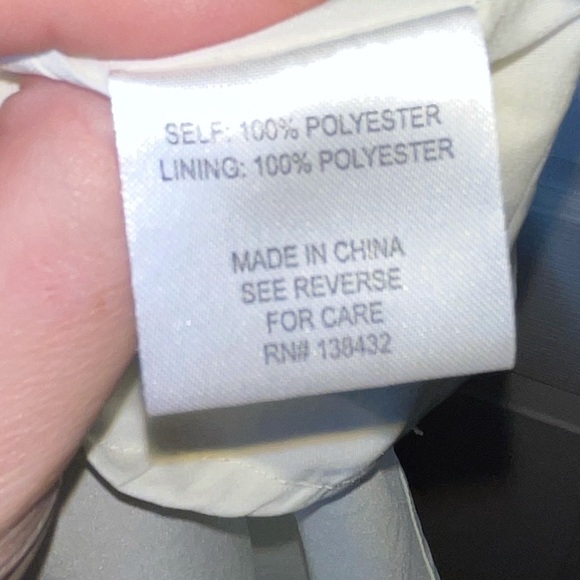 SELF: 100% POLYESTER
LINING: 100% POLYESTER
MADE IN CHINA
SEE REVERSE
FOR CARE
RN# 138432